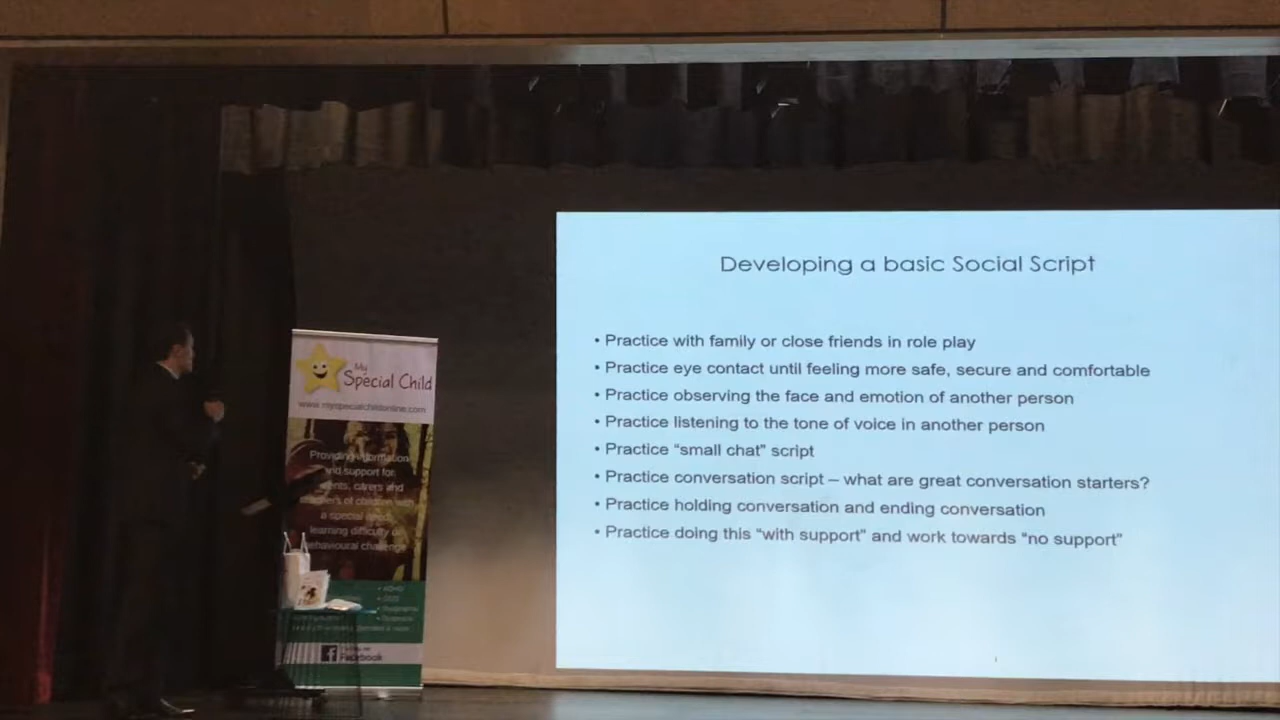 Developing a basic Social Script
• Practice with family or close friends in role play
• Practice eye contact until feeling more safe, secure and comfortable
• Practice observing the face and emotion of another person
• Practice listening to the tone of voice in another person
• Practice “small chat” script
• Practice conversation script – what are great conversation starters?
• Practice holding conversation and ending conversation
• Practice doing this “with support” and work towards “no support”
My
Special Child
www.myspecialchildonline.com
Providing information
and support for
carers and
of children with
a special
learning difficulty or
behavioural challenge
Facebook